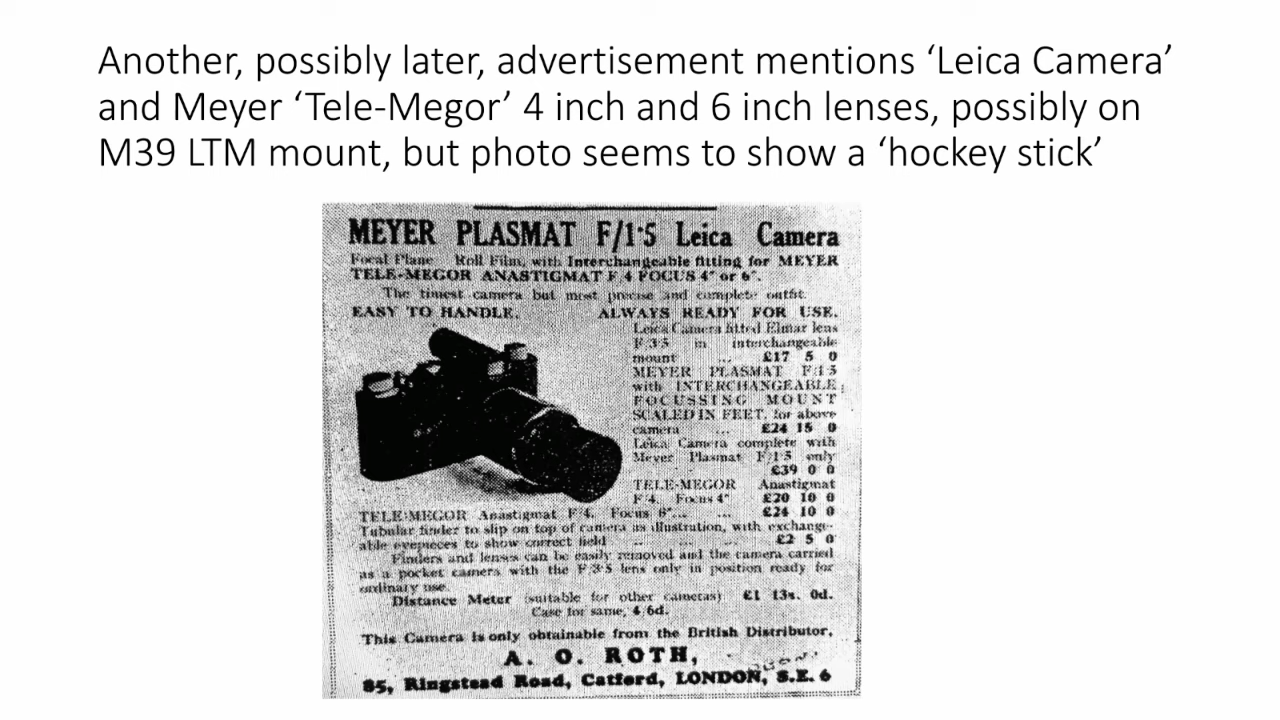 Another, possibly later, advertisement mentions ‘Leica Camera’
and Meyer ‘Tele-Megor’ 4 inch and 6 inch lenses, possibly on
M39 LTM mount, but photo seems to show a ‘hockey stick’
MEYER PLASMAT F/1·5 Leica Camera
Focal Plane Roll Film, with Interchangeable fitting for MEYER
TELE-MEGOR ANASTIGMAT F/4 FOCUS 4" or 6".
The tiniest camera but most precise and complete outfit.
EASY TO HANDLE. ALWAYS READY FOR USE.
Leica Camera fitted Elmar lens
F/3·5 in interchangeable
mount ... £17 5 0
MEYER PLASMAT F/1·5
with INTERCHANGEABLE
FOCUSSING MOUNT
SCALED IN FEET, for above
camera ... £24 15 0
Leica Camera complete with
Meyer Plasmat F/1·5 only
£39 0 0
TELE-MEGOR Anastigmat
F/4. Focus 4" £20 10 0
TELE-MEGOR Anastigmat F/4. Focus 6"... ... £24 10 0
Tubular finder to slip on top of camera as illustration, with exchange-
able eyepieces to show correct field ... ... ... £2 5 0
Finders and lenses can be easily removed and the camera carried
as a pocket camera with the F/3·5 lens only in position ready for
ordinary use.
Distance Meter (suitable for other cameras) £1 13s. 0d.
Case for same, 4/6d.
This Camera is only obtainable from the British Distributor,
A. O. ROTH,
85, Ringstead Road, Catford, LONDON, S.E. 6